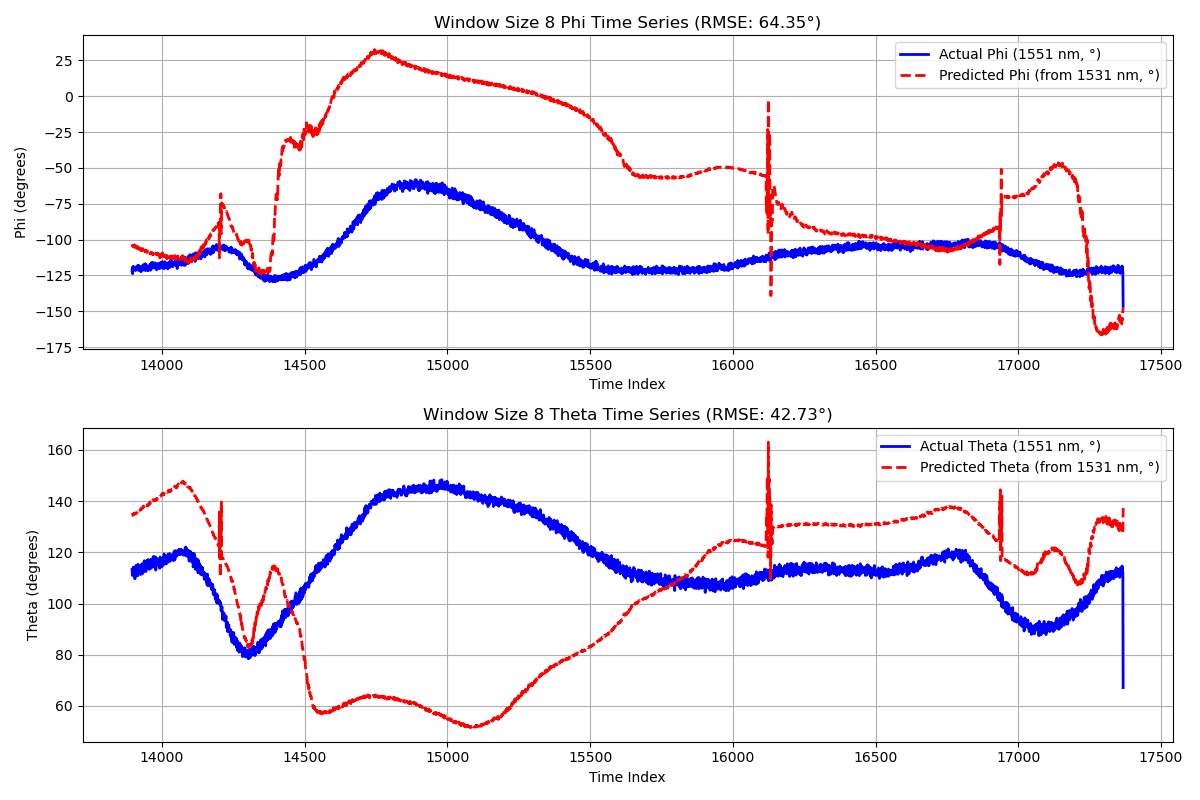 Window Size 8 Phi Time Series (RMSE: 64.35°)
Phi (degrees)
25
0
−25
−50
−75
−100
−125
−150
−175
Actual Phi (1551 nm, °)
Predicted Phi (from 1531 nm, °)
14000 14500 15000 15500 16000 16500 17000 17500
Time Index
Window Size 8 Theta Time Series (RMSE: 42.73°)
Theta (degrees)
160
140
120
100
80
60
Actual Theta (1551 nm, °)
Predicted Theta (from 1531 nm, °)
14000 14500 15000 15500 16000 16500 17000 17500
Time Index